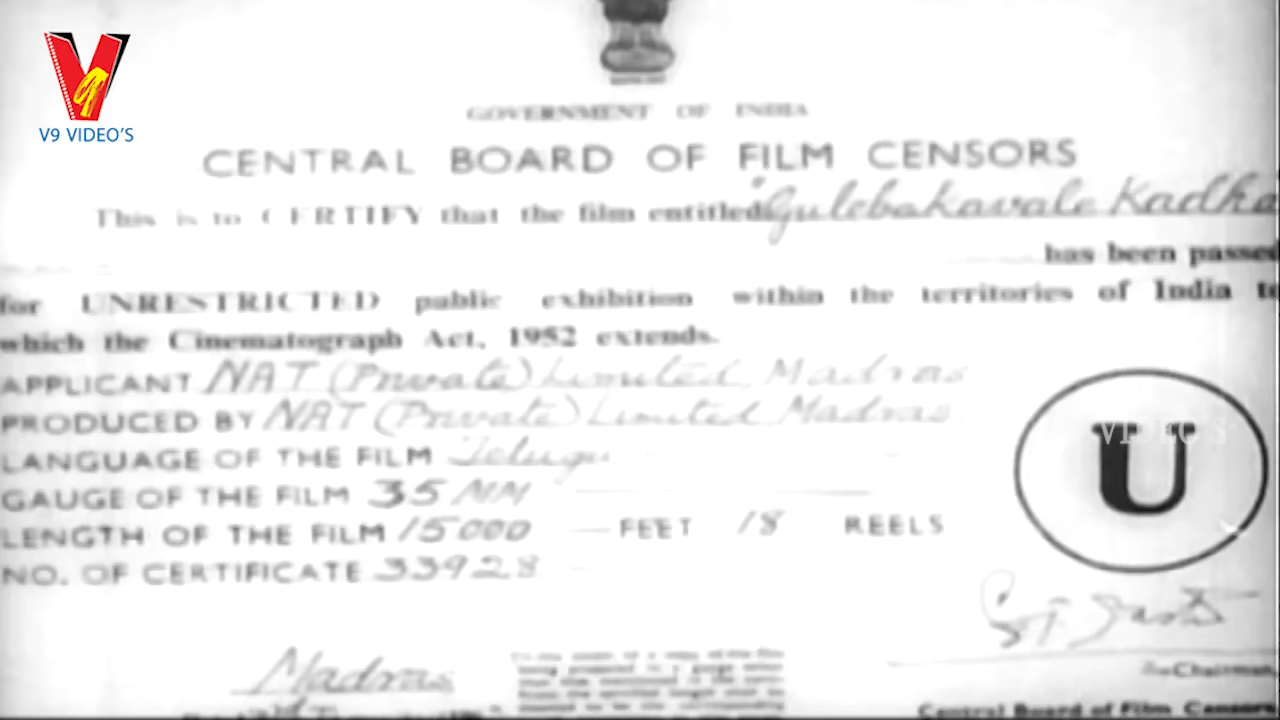 V9 VIDEO'S
GOVERNMENT OF INDIA
CENTRAL BOARD OF FILM CENSORS
This is to CERTIFY that the film entitled "Gulebakavale Kadha
has been passed
for UNRESTRICTED public exhibition within the territories of India to
which the Cinematograph Act, 1952 extends.
APPLICANT NAT (Private) Limited Madras
PRODUCED BY NAT (Private) Limited Madras
LANGUAGE OF THE FILM Telugu
GAUGE OF THE FILM 35 MM
LENGTH OF THE FILM 15000 FEET 18 REELS
NO. OF CERTIFICATE 33928
U
VIDEO'S
Madras
Chairman,
Central Board of Film Censors